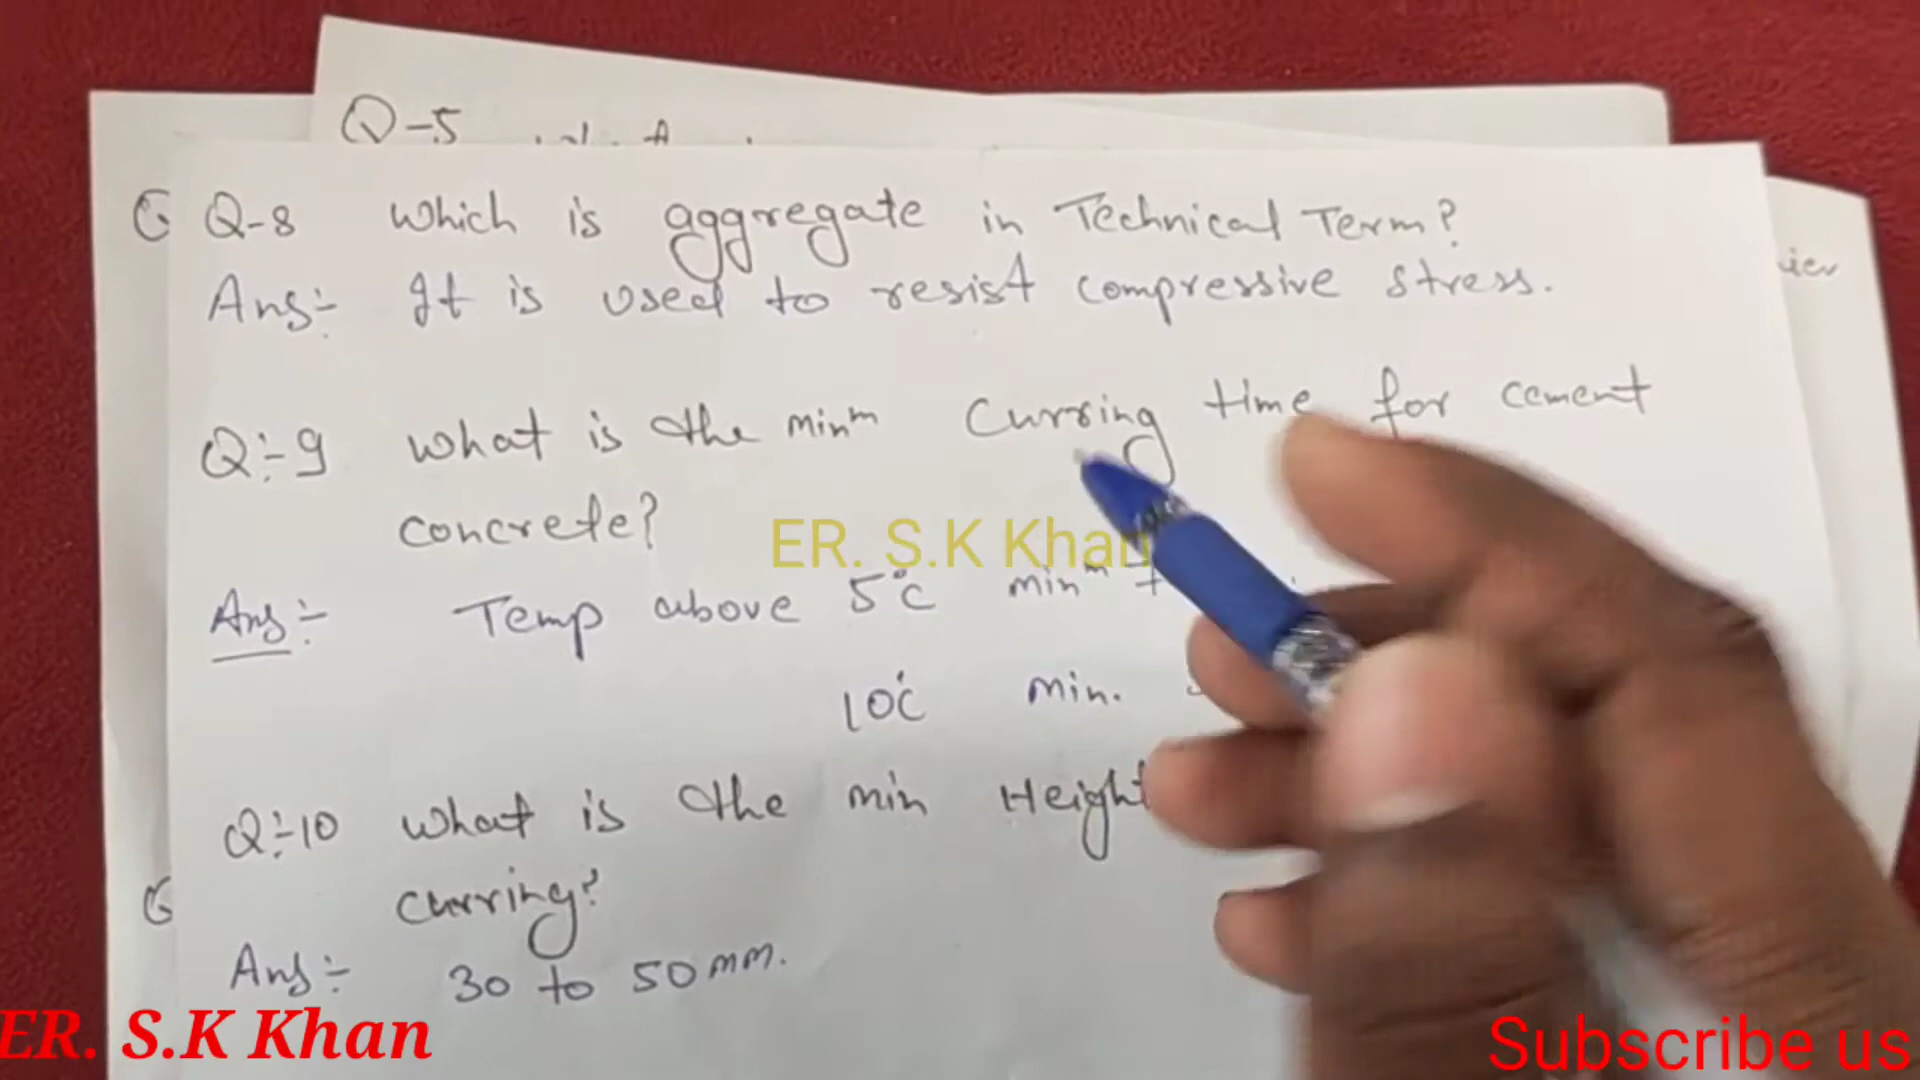 Q-5
Q-8 Which is aggregate in Technical Term?
Ans:- It is used to resist compressive stress.
Q:-9 What is the minm Curring time for cement
concrete?
ER. S.K Khan
Ans:- Temp above 5°C minm 7
10°C min.
Q:-10 What is the min Height
curring?
Ans:- 30 to 50mm.
ER. S.K Khan
Subscribe us